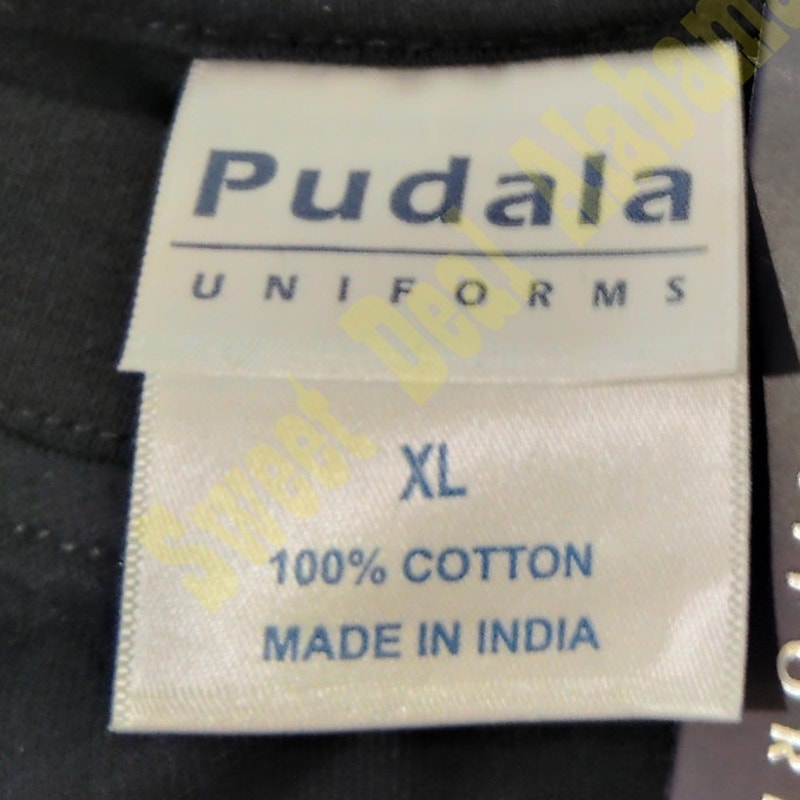 Pudala
UNIFORMS
XL
100% COTTON
MADE IN INDIA
Sweet Deal Alabama